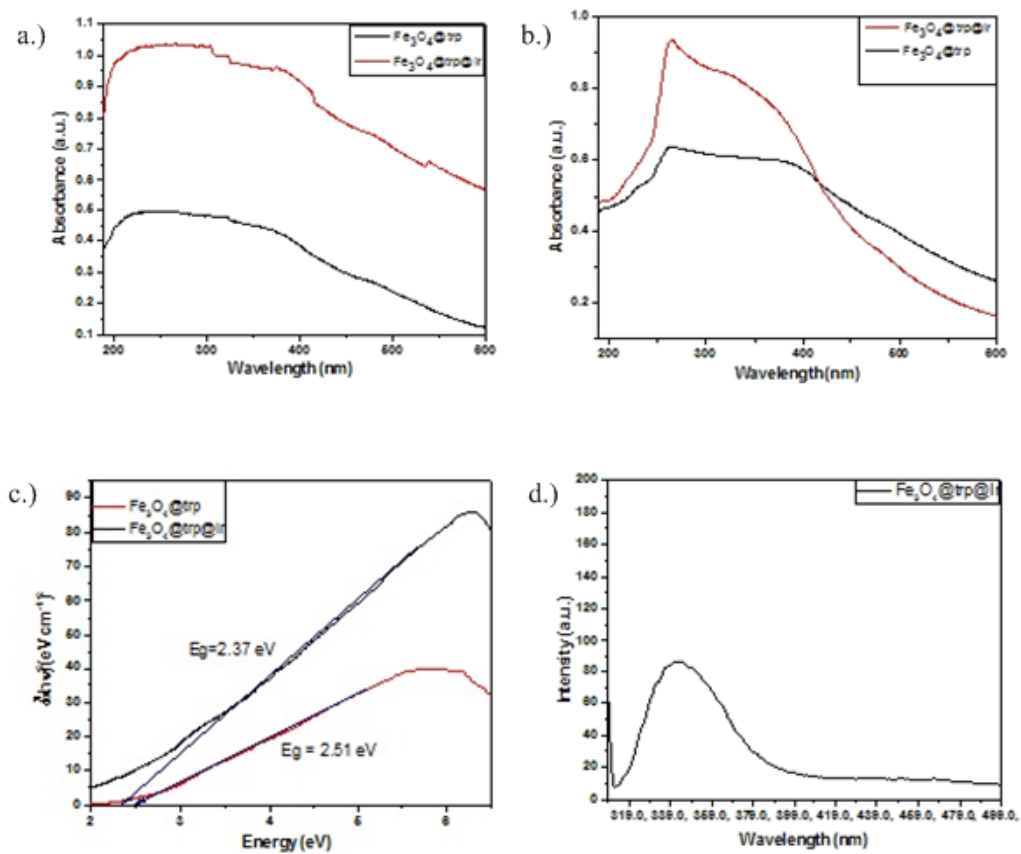 a.)
Fe₃O₄@trp
Fe₃O₄@trp@Ir
1.1
1.0
0.9
0.8
0.7
0.6
0.5
0.4
0.3
0.2
0.1
Absorbance (a.u.)
200 300 400 500 600
Wavelength (nm)
b.)
Fe₃O₄@trp@Ir
Fe₃O₄@trp
1.0
0.8
0.6
0.4
0.2
Absorbance (a.u.)
200 300 400 500 600
Wavelength(nm)
c.)
Fe₃O₄@trp
Fe₃O₄@trp@Ir
90
80
70
60
50
40
30
20
10
0
Eg=2.37 eV
Eg = 2.51 eV
2 3 4 5 6
Energy (eV)
d.)
Fe₃O₄@trp@Ir
200
180
160
140
120
100
80
60
40
20
0
Intensity (a.u.)
319.0, 339.0, 359.0, 379.0, 399.0, 419.0, 439.0, 459.0, 479.0, 499.0,
Wavelength (nm)